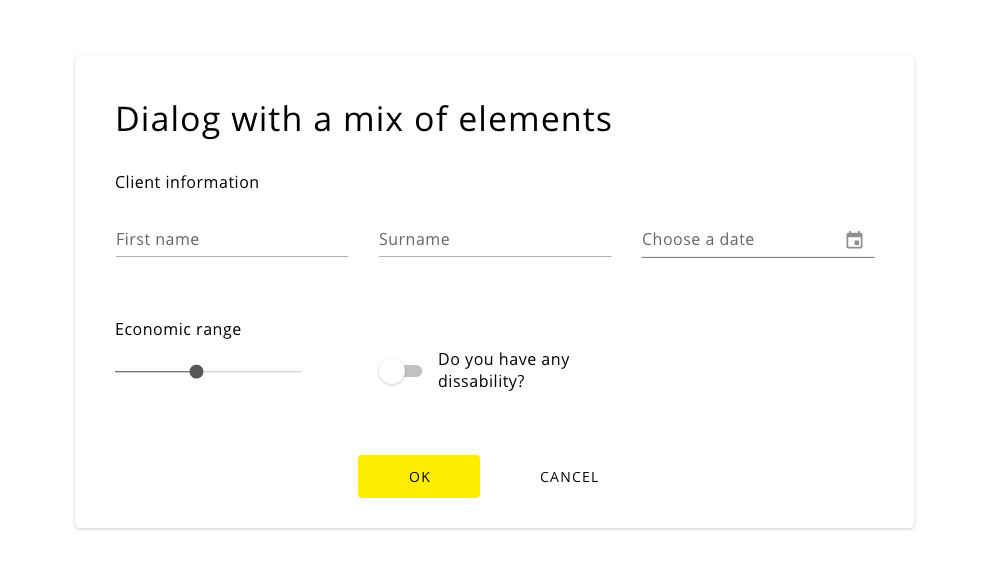 Dialog with a mix of elements
Client information
First name
Surname
Choose a date
Economic range
Do you have any
dissability?
OK
CANCEL